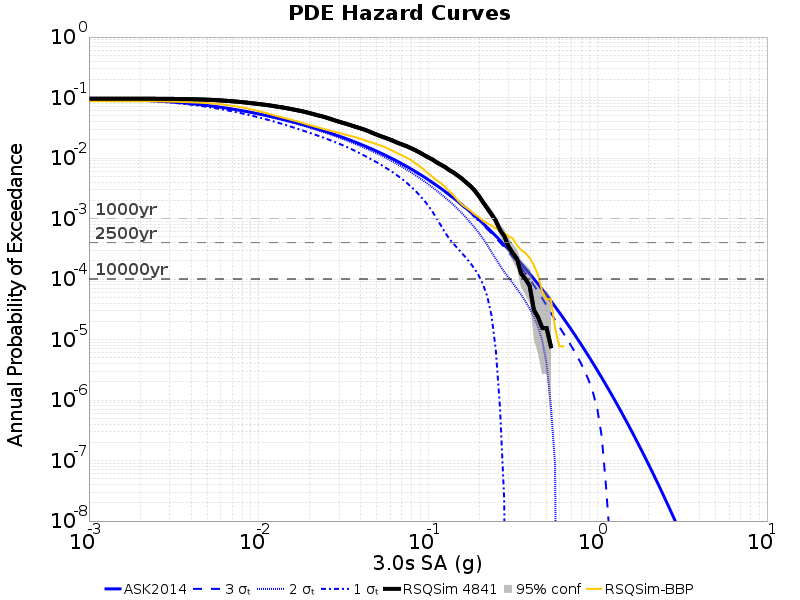 PDE Hazard Curves
Annual Probability of Exceedance
10^0
10^-1
10^-2
10^-3
10^-4
10^-5
10^-6
10^-7
10^-8
1000yr
2500yr
10000yr
10^-3 10^-2 10^-1 10^0 10^1
3.0s SA (g)
ASK2014 3 σₜ 2 σₜ 1 σₜ RSQSim 4841 95% conf RSQSim-BBP